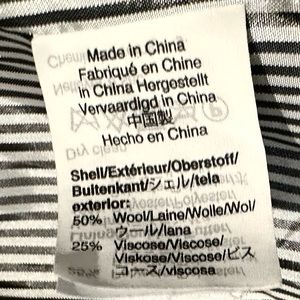 Made in China
Fabriqué en Chine
in China Hergestellt
Vervaardigd in China
中国製
Hecho en China
Shell/Extérieur/Oberstoff/
Buitenkant/シェル/tela
exterior:
50% Wool/Laine/Wolle/Wol/
ウール/lana
25% Viscose/Viscose/
Viskose/Viscose/ビス
コース/viscosa